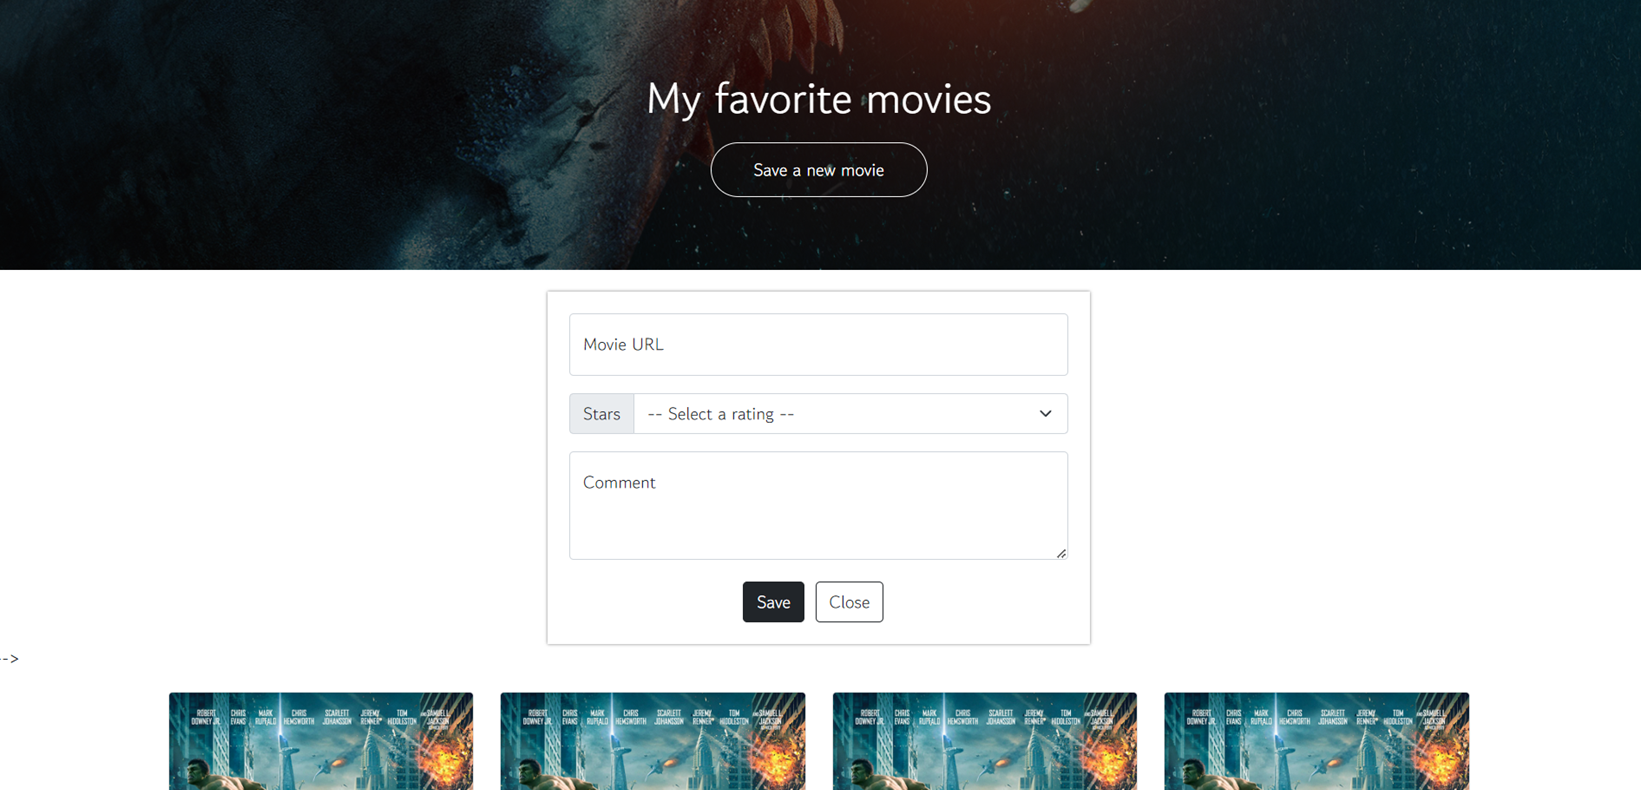 My favorite movies
Save a new movie
Movie URL
Stars -- Select a rating --
Comment
Save Close
-->
ROBERT DOWNEY JR. CHRIS EVANS MARK RUFFALO CHRIS HEMSWORTH SCARLETT JOHANSSON JEREMY RENNER TOM HIDDLESTON AND SAMUEL L. JACKSON
ROBERT DOWNEY JR. CHRIS EVANS MARK RUFFALO CHRIS HEMSWORTH SCARLETT JOHANSSON JEREMY RENNER TOM HIDDLESTON AND SAMUEL L. JACKSON
ROBERT DOWNEY JR. CHRIS EVANS MARK RUFFALO CHRIS HEMSWORTH SCARLETT JOHANSSON JEREMY RENNER TOM HIDDLESTON AND SAMUEL L. JACKSON
ROBERT DOWNEY JR. CHRIS EVANS MARK RUFFALO CHRIS HEMSWORTH SCARLETT JOHANSSON JEREMY RENNER TOM HIDDLESTON AND SAMUEL L. JACKSON